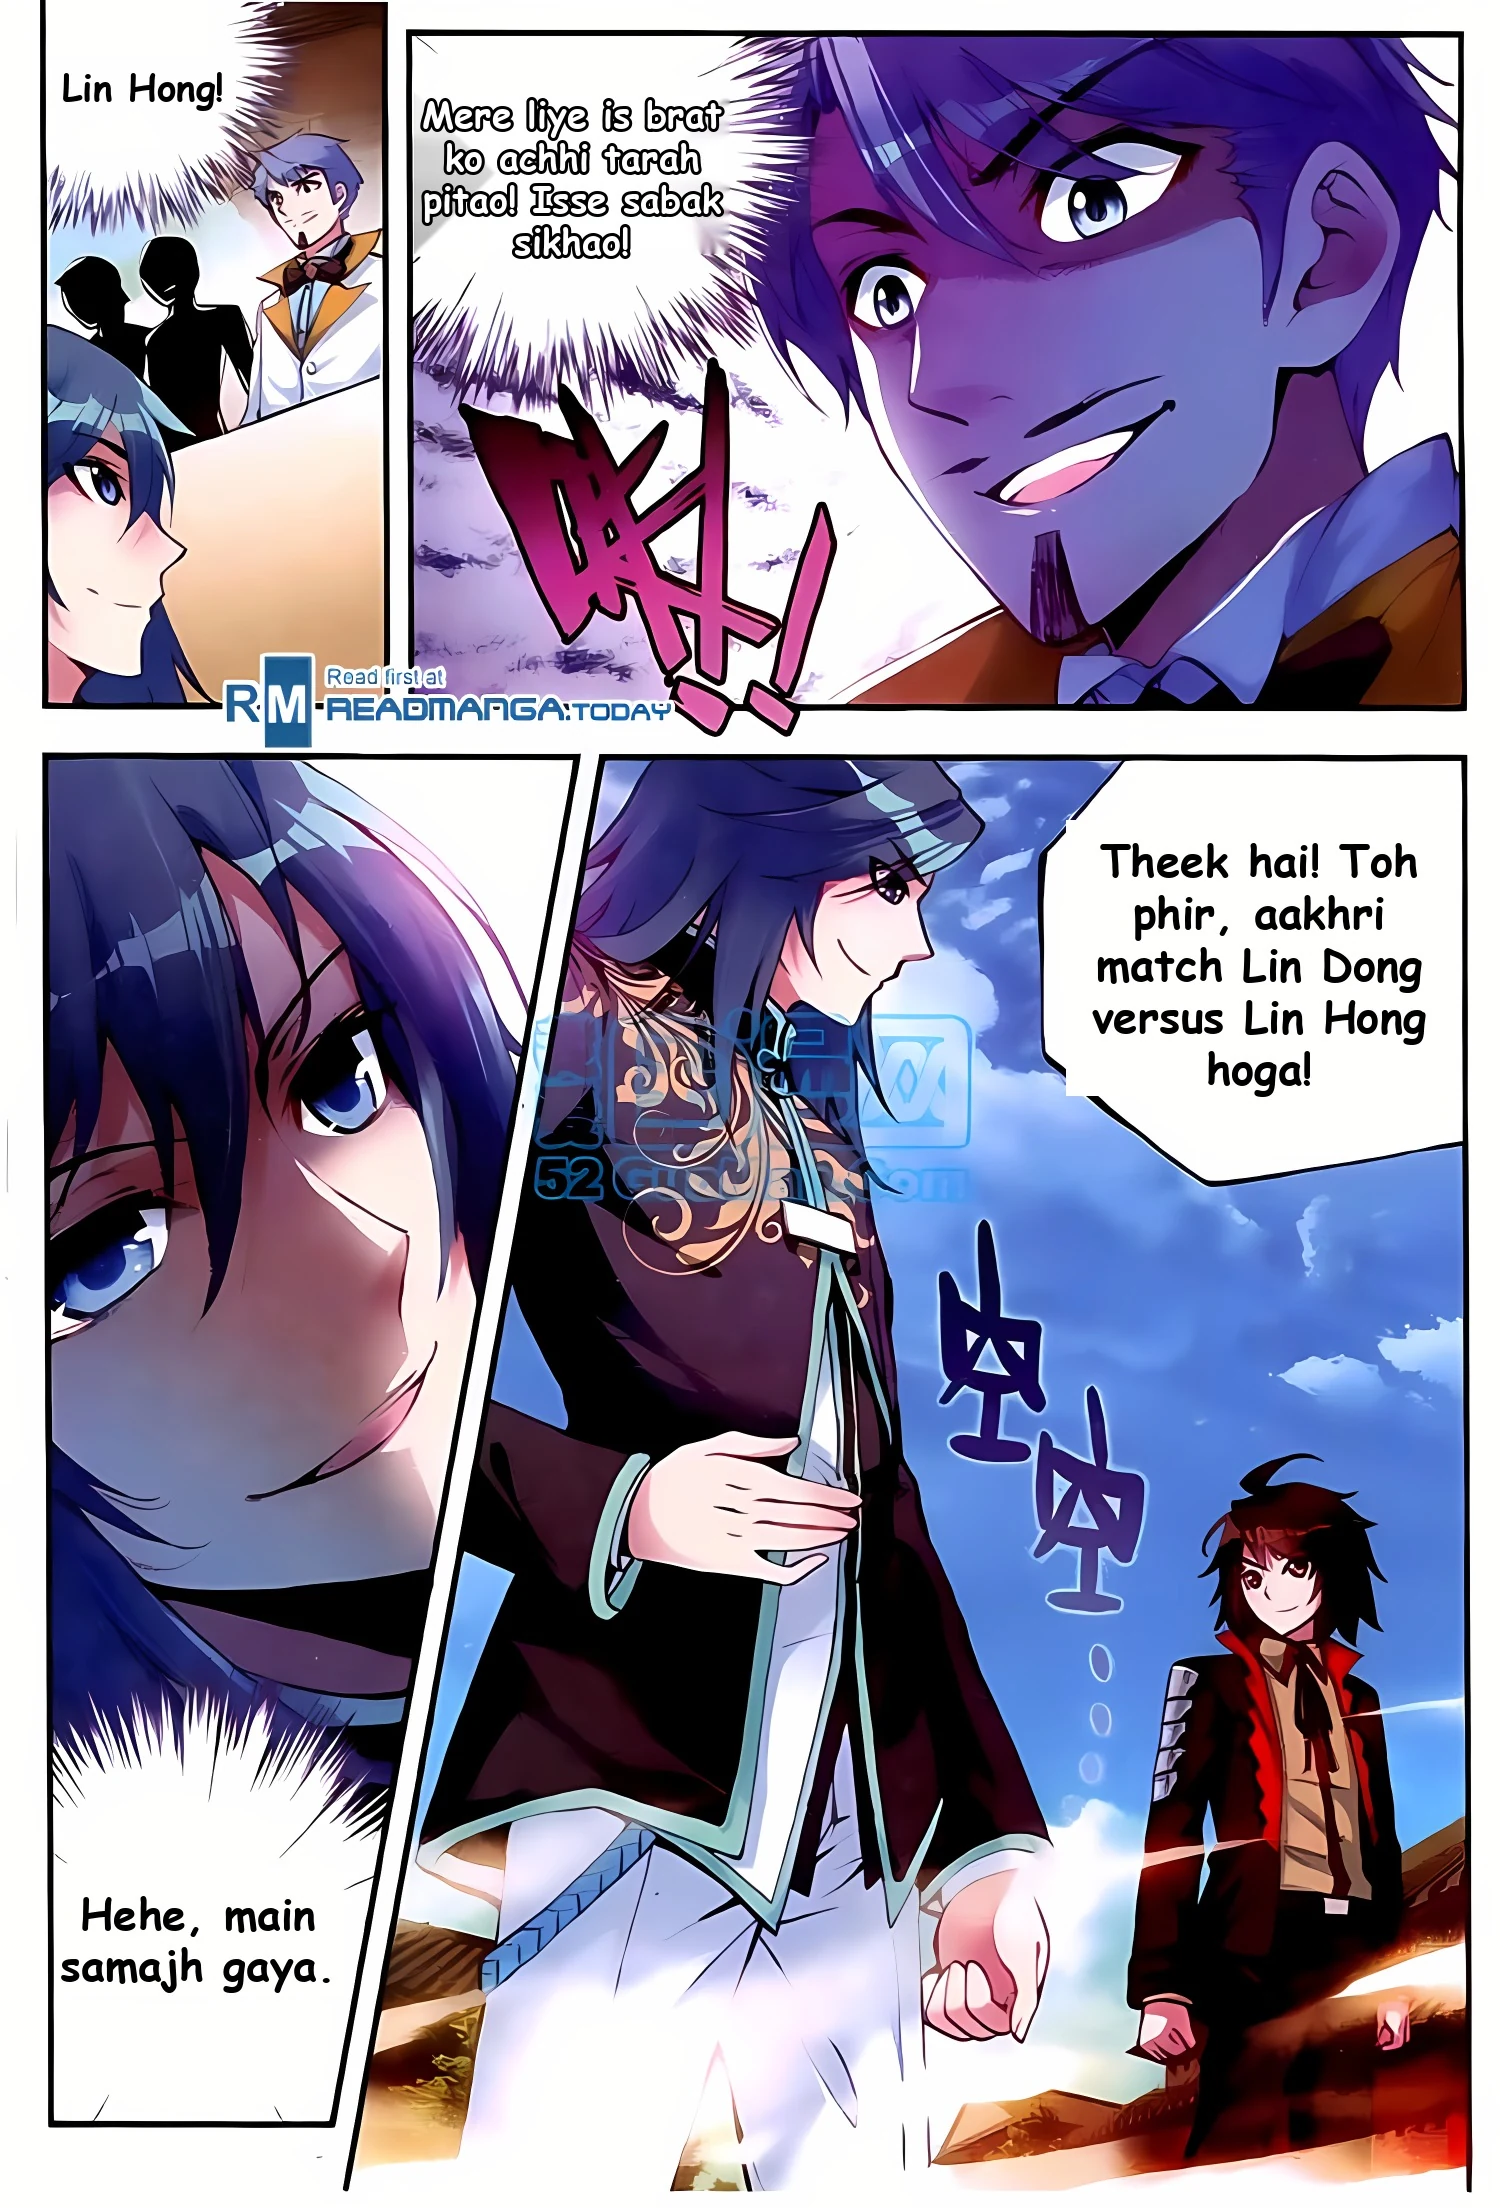 Lin Hong!
Mere liye is brat
ko achhi tarah
pitao! Isse sabak
sikhao!
RM
Read first at
READMANGA.TODAY
Theek hai! Toh
phir, aakhri
match Lin Dong
versus Lin Hong
hoga!
Hehe, main
samajh gaya.